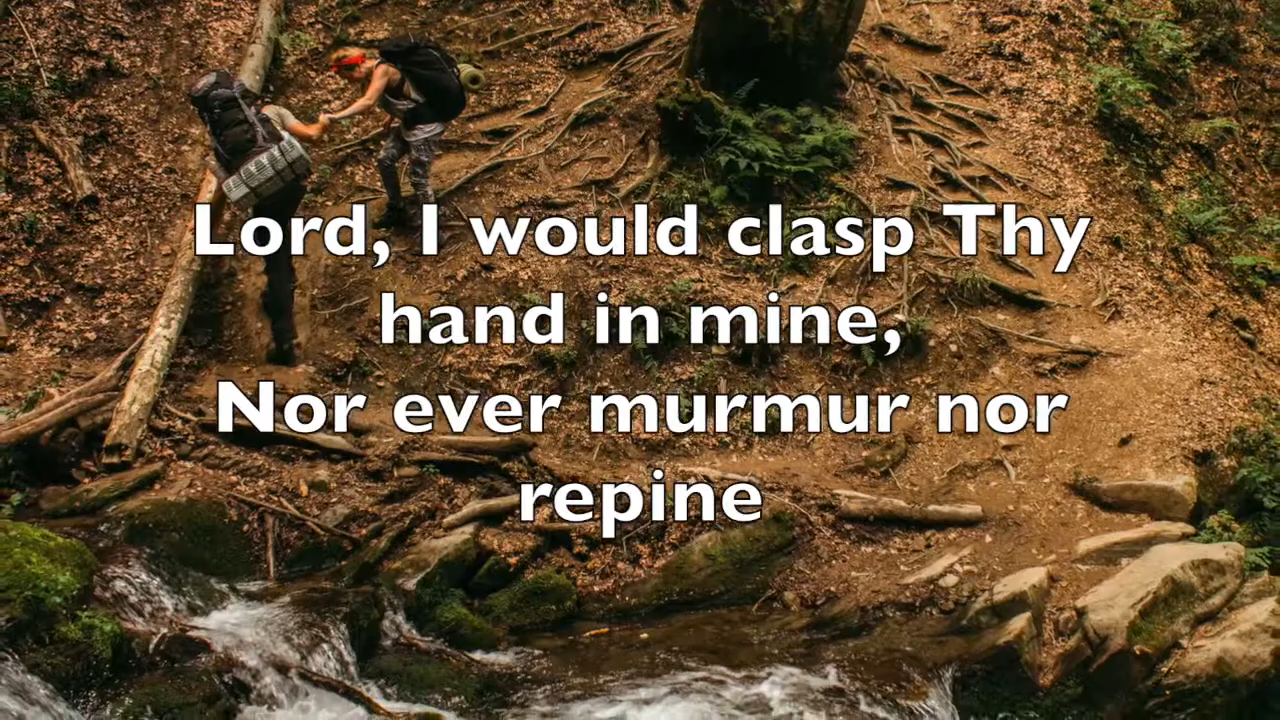 Lord, I would clasp Thy
hand in mine,
Nor ever murmur nor
repine